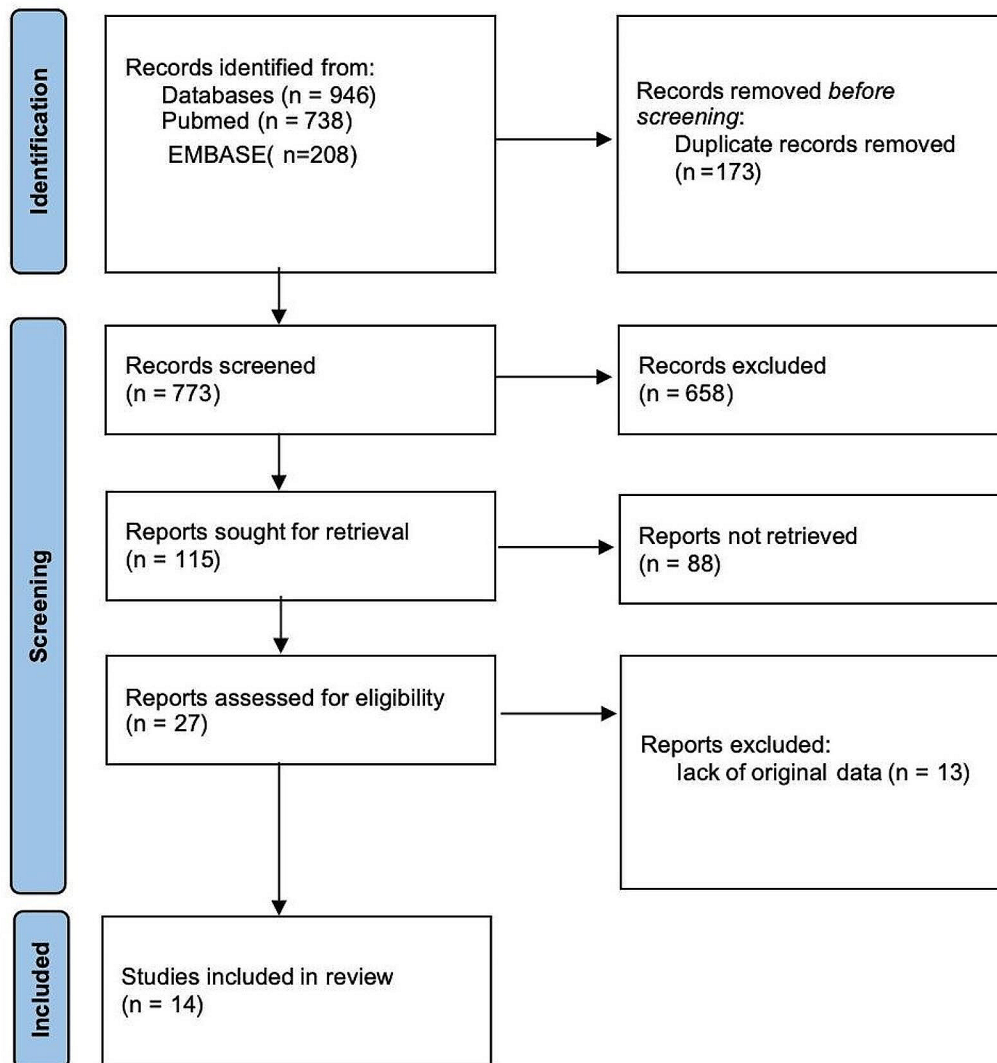 Identification
Records identified from:
Databases (n = 946)
Pubmed (n = 738)
EMBASE( n=208)
Records removed before
screening:
Duplicate records removed
(n =173)
Screening
Records screened
(n = 773)
Records excluded
(n = 658)
Reports sought for retrieval
(n = 115)
Reports not retrieved
(n = 88)
Reports assessed for eligibility
(n = 27)
Reports excluded:
lack of original data (n = 13)
Included
Studies included in review
(n = 14)